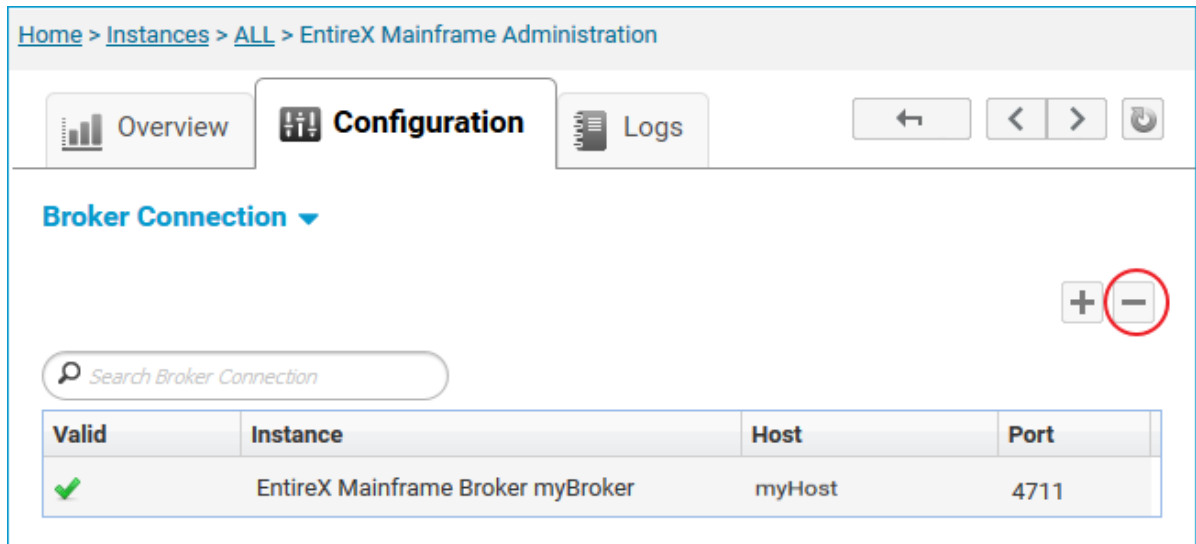 Home > Instances > ALL > EntireX Mainframe Administration
Overview Configuration Logs
Broker Connection
Search Broker Connection
Valid Instance Host Port
EntireX Mainframe Broker myBroker myHost 4711